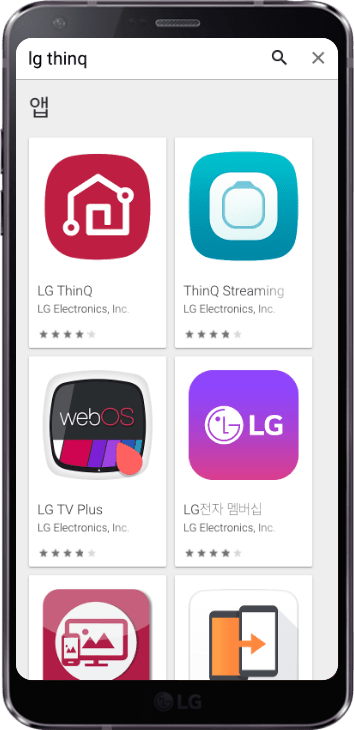 lg thinq
앱
LG ThinQ
LG Electronics, Inc.
ThinQ Streaming
LG Electronics, Inc.
webOS
LG
LG TV Plus
LG Electronics, Inc.
LG전자 멤버십
LG Electronics, Inc.
LG